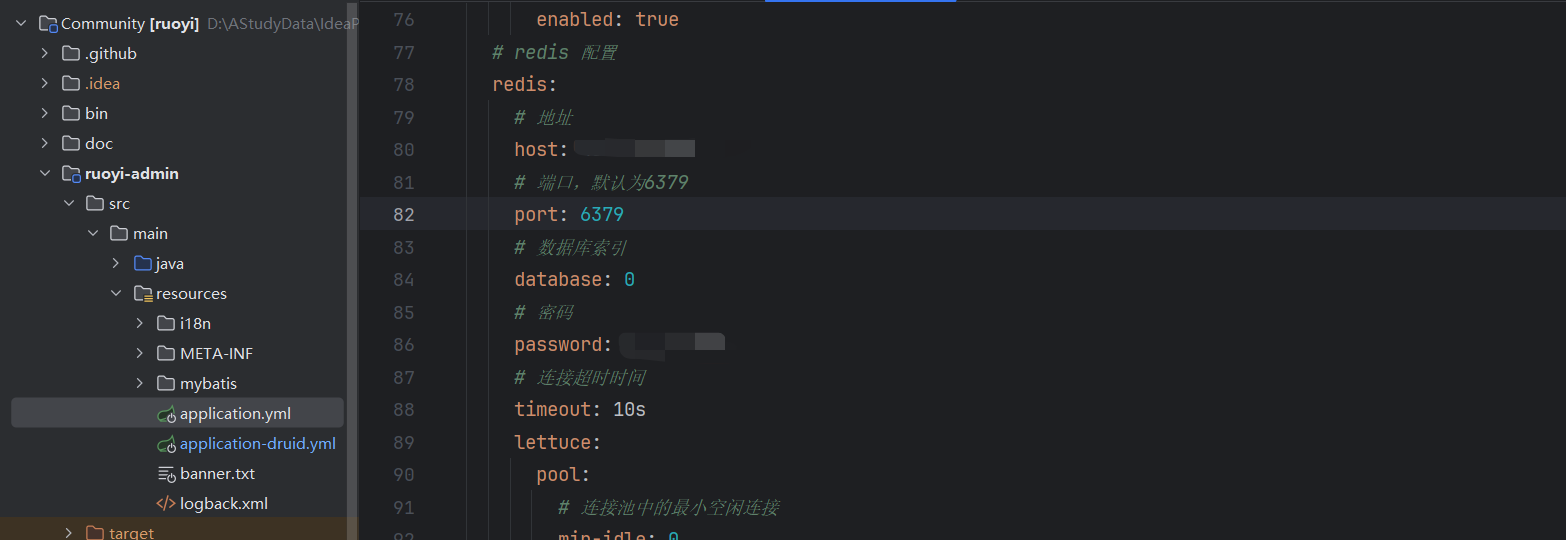 Community [ruoyi] D:\AStudyData\IdeaP
.github
.idea
bin
doc
ruoyi-admin
src
main
java
resources
i18n
META-INF
mybatis
application.yml
application-druid.yml
banner.txt
logback.xml
target
76 enabled: true
77 # redis 配置
78 redis:
79 # 地址
80 host:
81 # 端口，默认为6379
82 port: 6379
83 # 数据库索引
84 database: 0
85 # 密码
86 password:
87 # 连接超时时间
88 timeout: 10s
89 lettuce:
90 pool:
91 # 连接池中的最小空闲连接
92 min-idle: 0